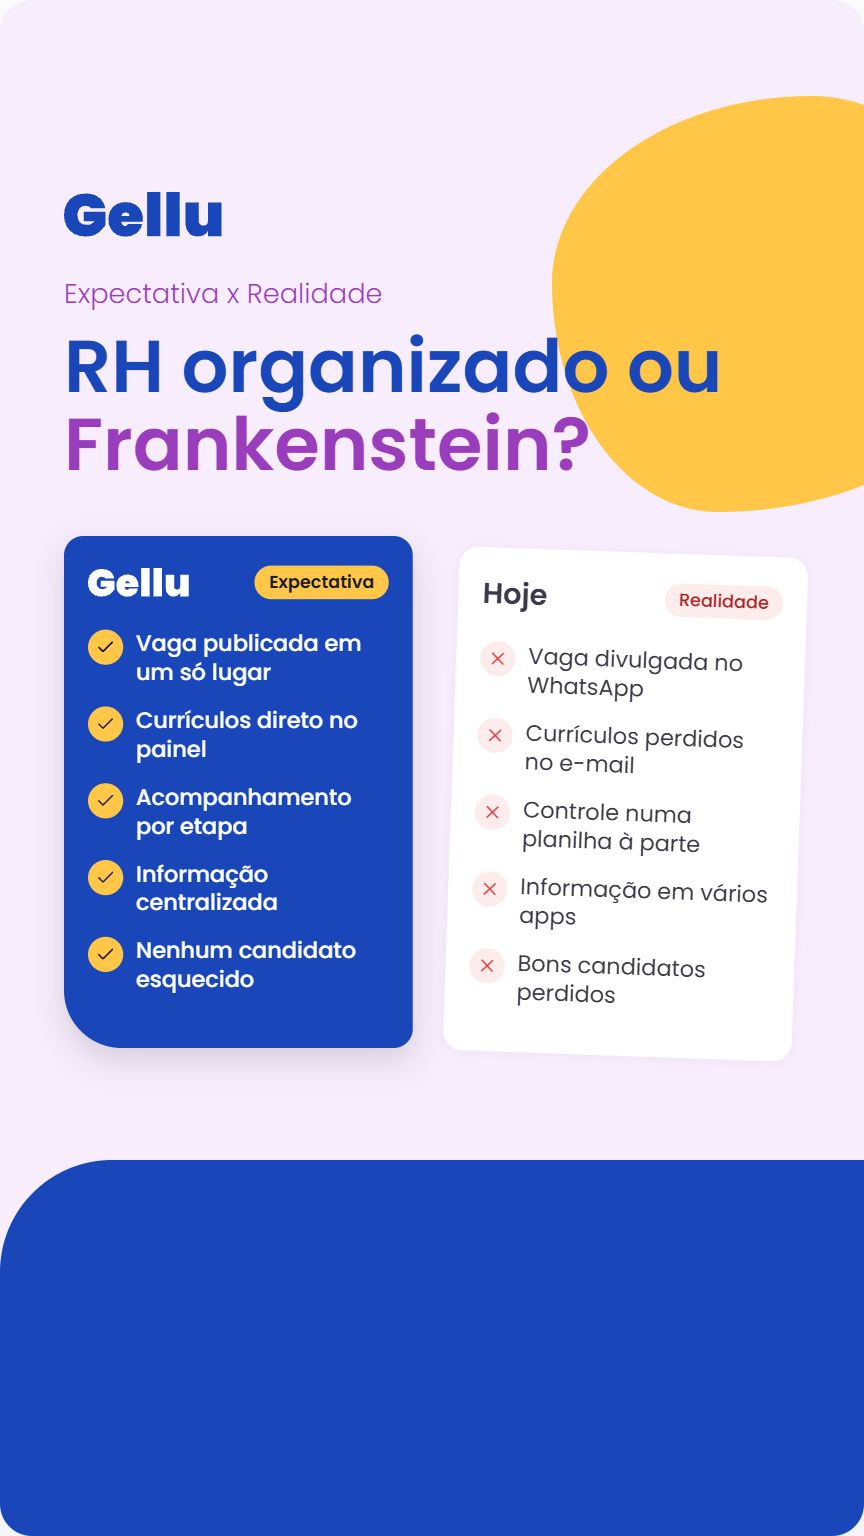 Gellu
Expectativa x Realidade
RH organizado ou
Frankenstein?
Gellu
Expectativa
Vaga publicada em
um só lugar
Currículos direto no
painel
Acompanhamento
por etapa
Informação
centralizada
Nenhum candidato
esquecido
Hoje
Realidade
Vaga divulgada no
WhatsApp
Currículos perdidos
no e-mail
Controle numa
planilha à parte
Informação em vários
apps
Bons candidatos
perdidos